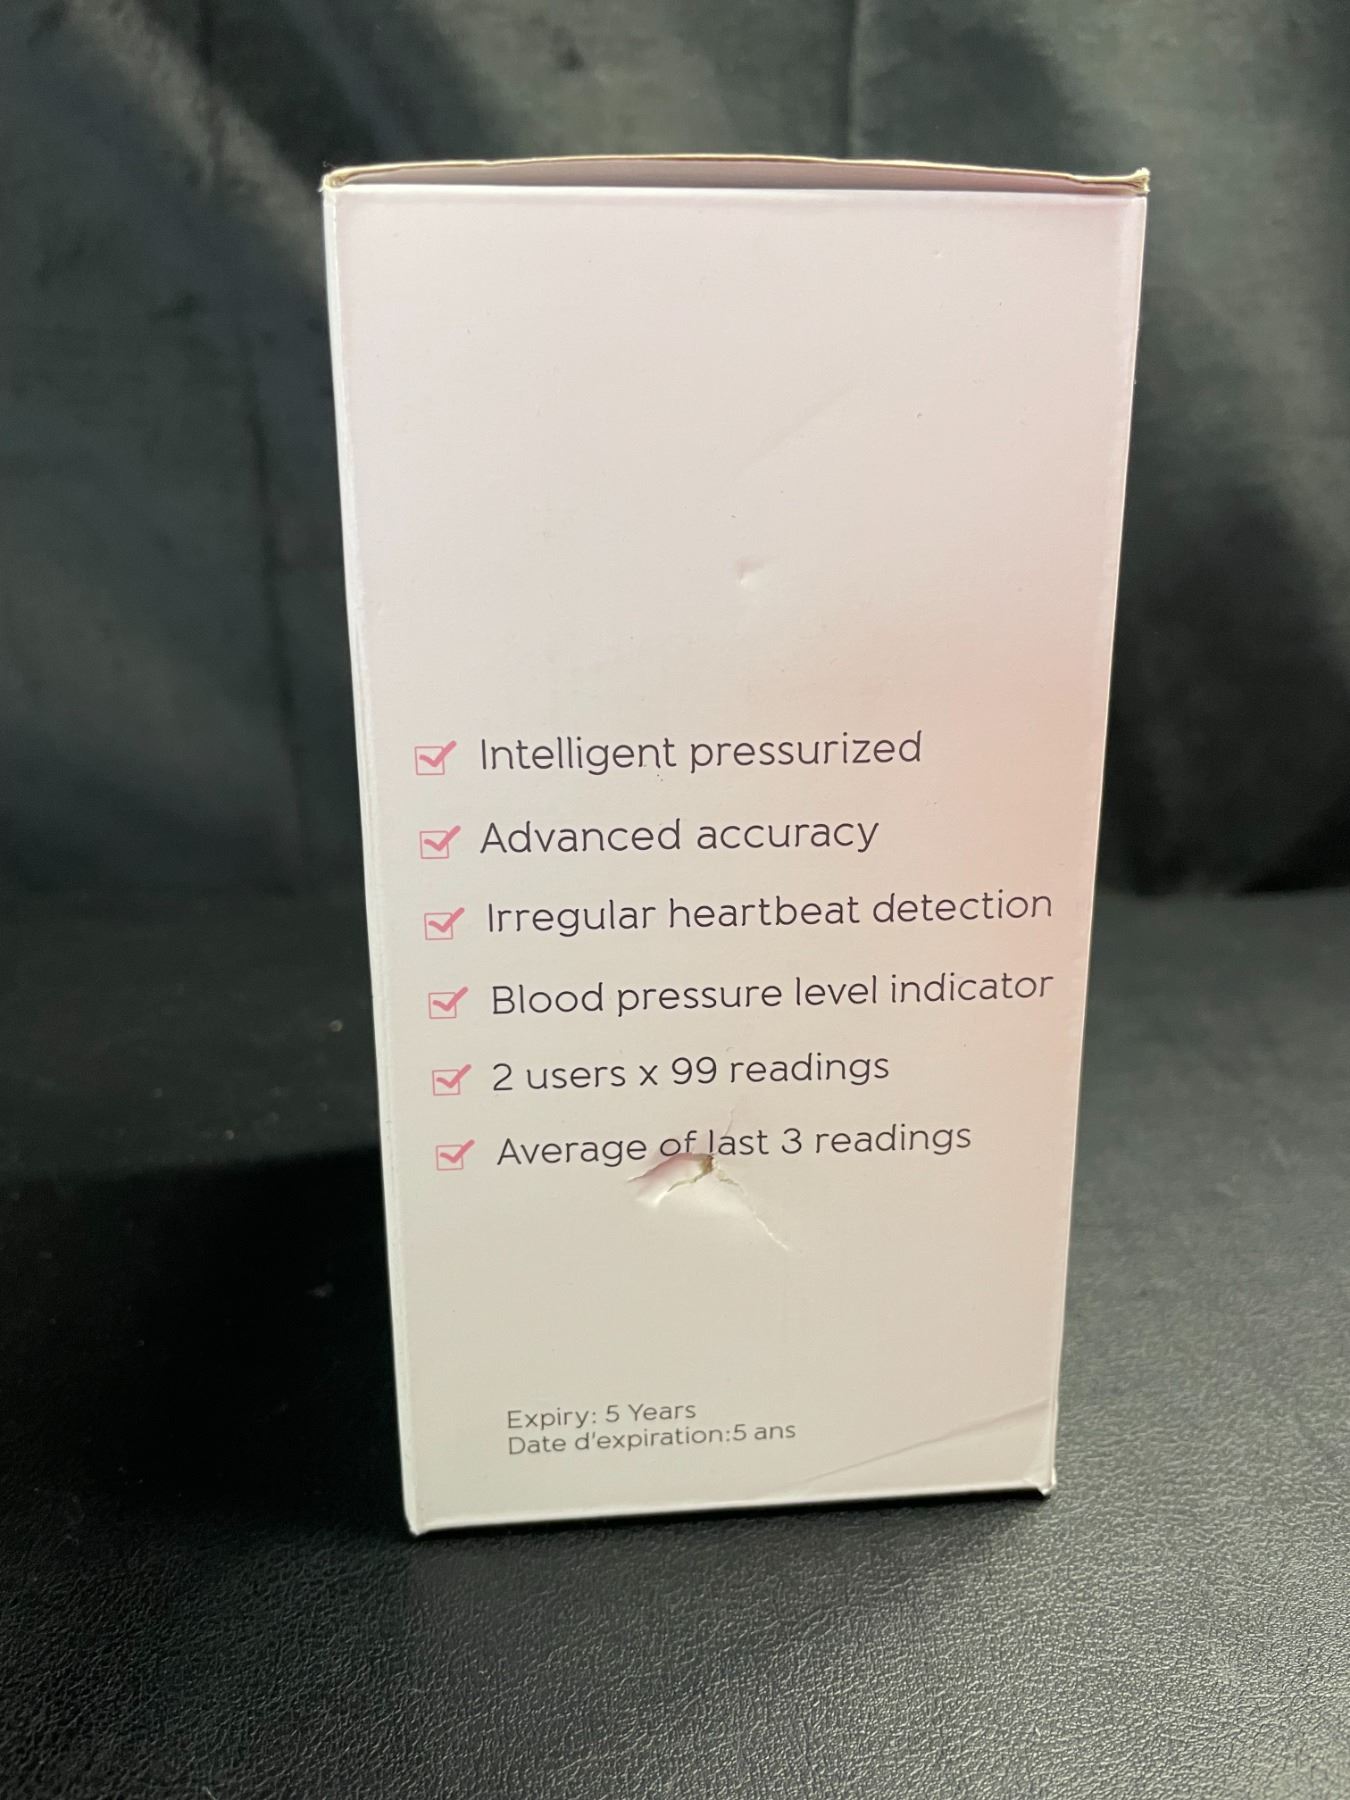 Intelligent pressurized
Advanced accuracy
Irregular heartbeat detection
Blood pressure level indicator
2 users x 99 readings
Average of last 3 readings
Expiry: 5 Years
Date d'expiration:5 ans